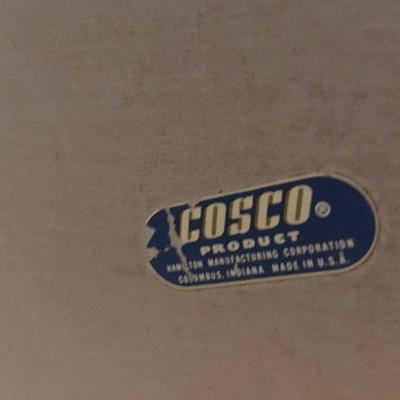 COSCO®
PRODUCT
HAMILTON MANUFACTURING CORPORATION
COLUMBUS, INDIANA MADE IN U.S.A.